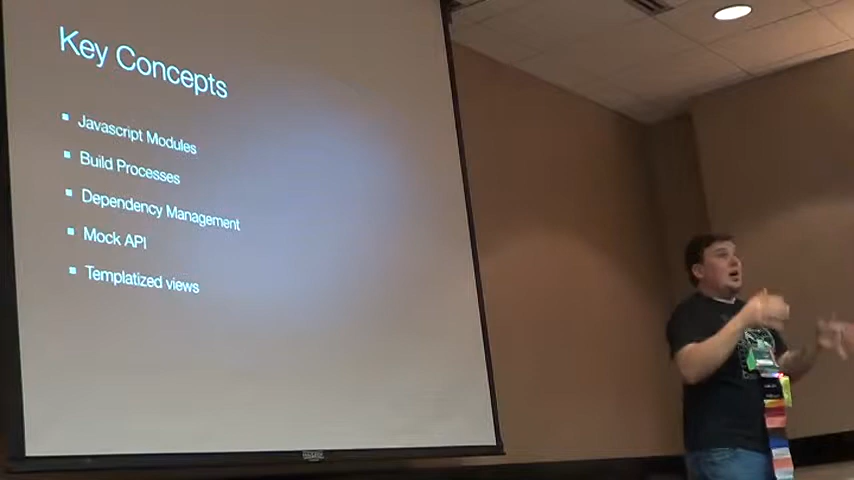 Key Concepts
Javascript Modules
Build Processes
Dependency Management
Mock API
Templatized views